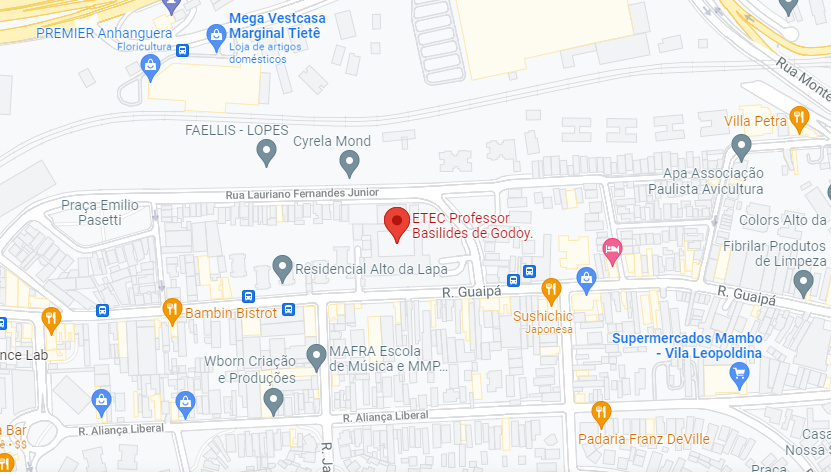 Mega Vestcasa
Marginal Tietê
Loja de artigos
domésticos
PREMIER Anhanguera
Floricultura
Rua Monte
Villa Petra
FAELLIS - LOPES
Cyrela Mond
Apa Associação
Paulista Avicultura
Rua Lauriano Fernandes Junior
Praça Emilio
Pasetti
ETEC Professor
Basilides de Godoy.
Colors Alto da
Fibrilar Produtos
de Limpeza
Residencial Alto da Lapa
R. Guaipá
R. Guaipá
Bambin Bistrot
Sushichic
Japonesa
Supermercados Mambo
- Vila Leopoldina
nce Lab
Wborn Criação
e Produções
MAFRA Escola
de Música e MMP...
R. Aliança Liberal
R. Aliança Liberal
a Bar
é • $$
Padaria Franz DeVille
R. Ja
Casa
Nossa S
Praça